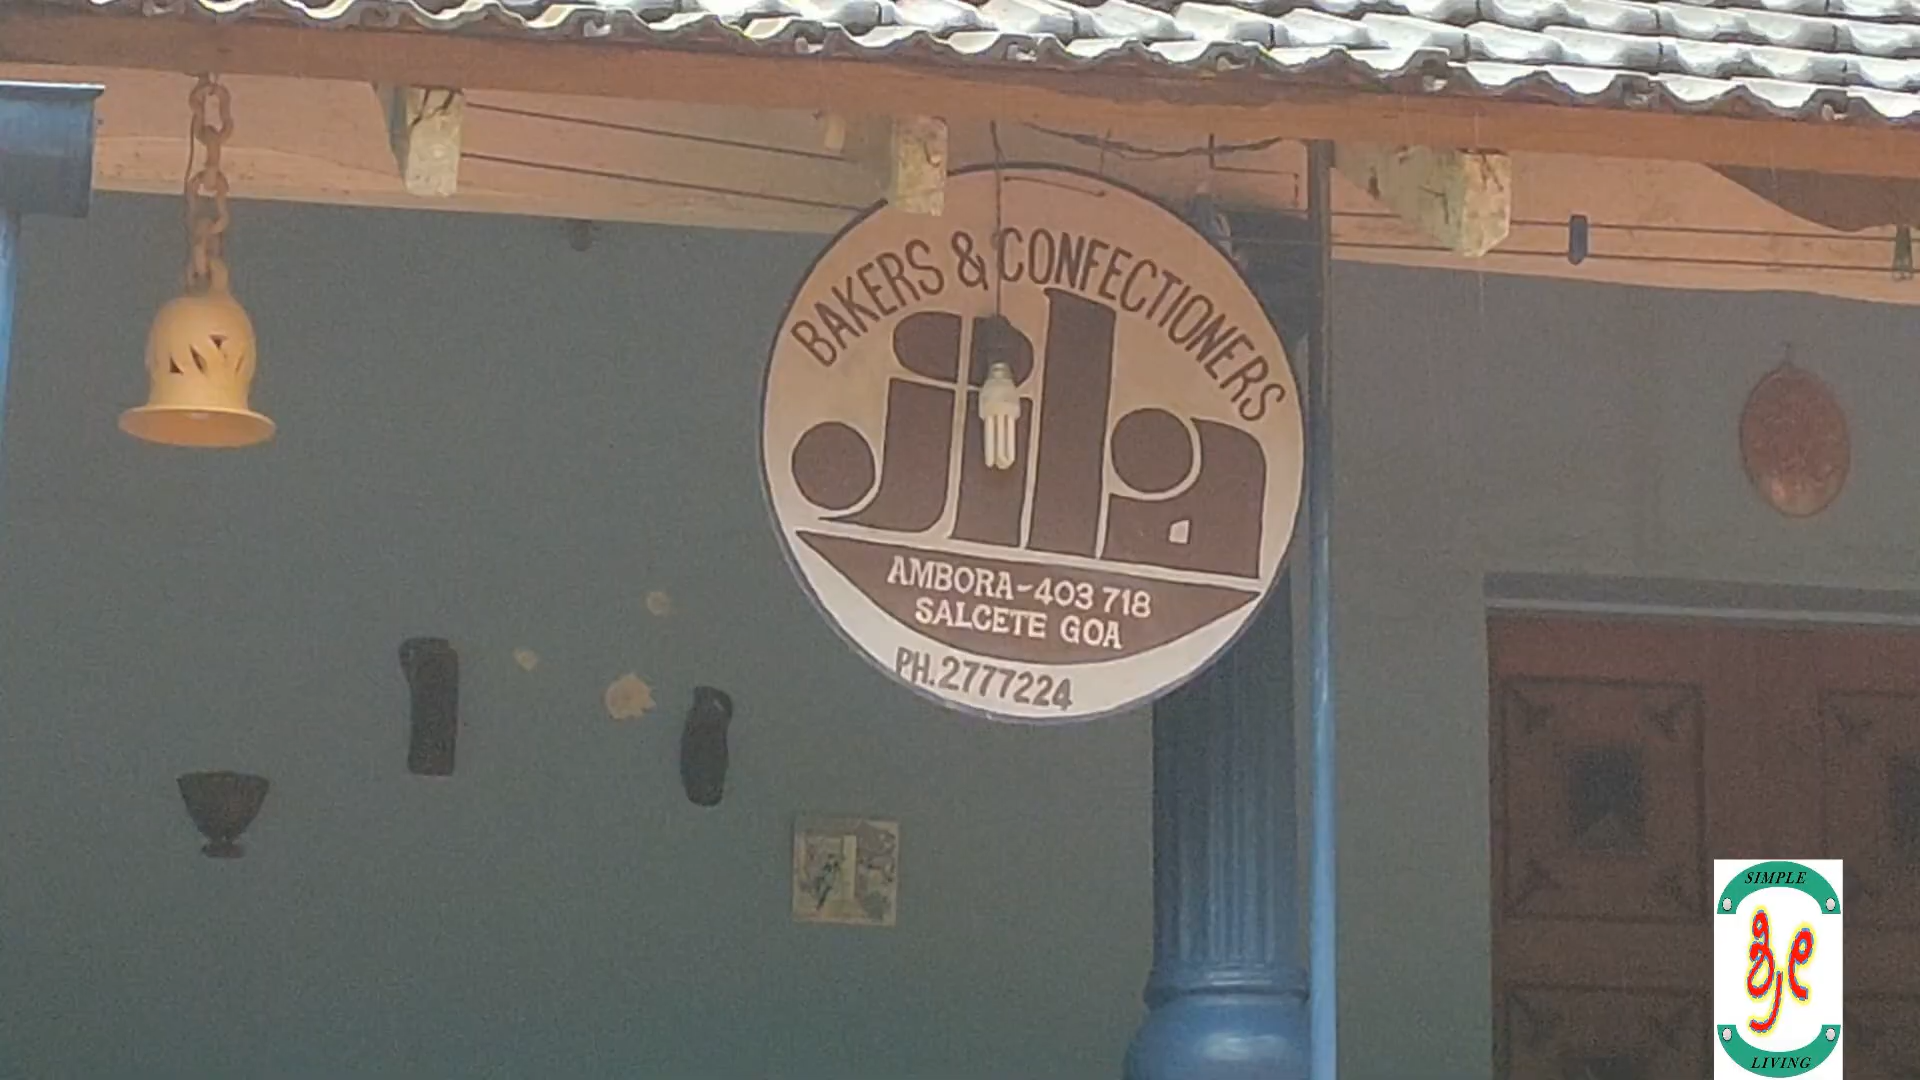 BAKERS & CONFECTIONERS
jila
AMBORA-403 718
SALCETE GOA
PH.2777224
SIMPLE
ಶ್ರೀ
LIVING